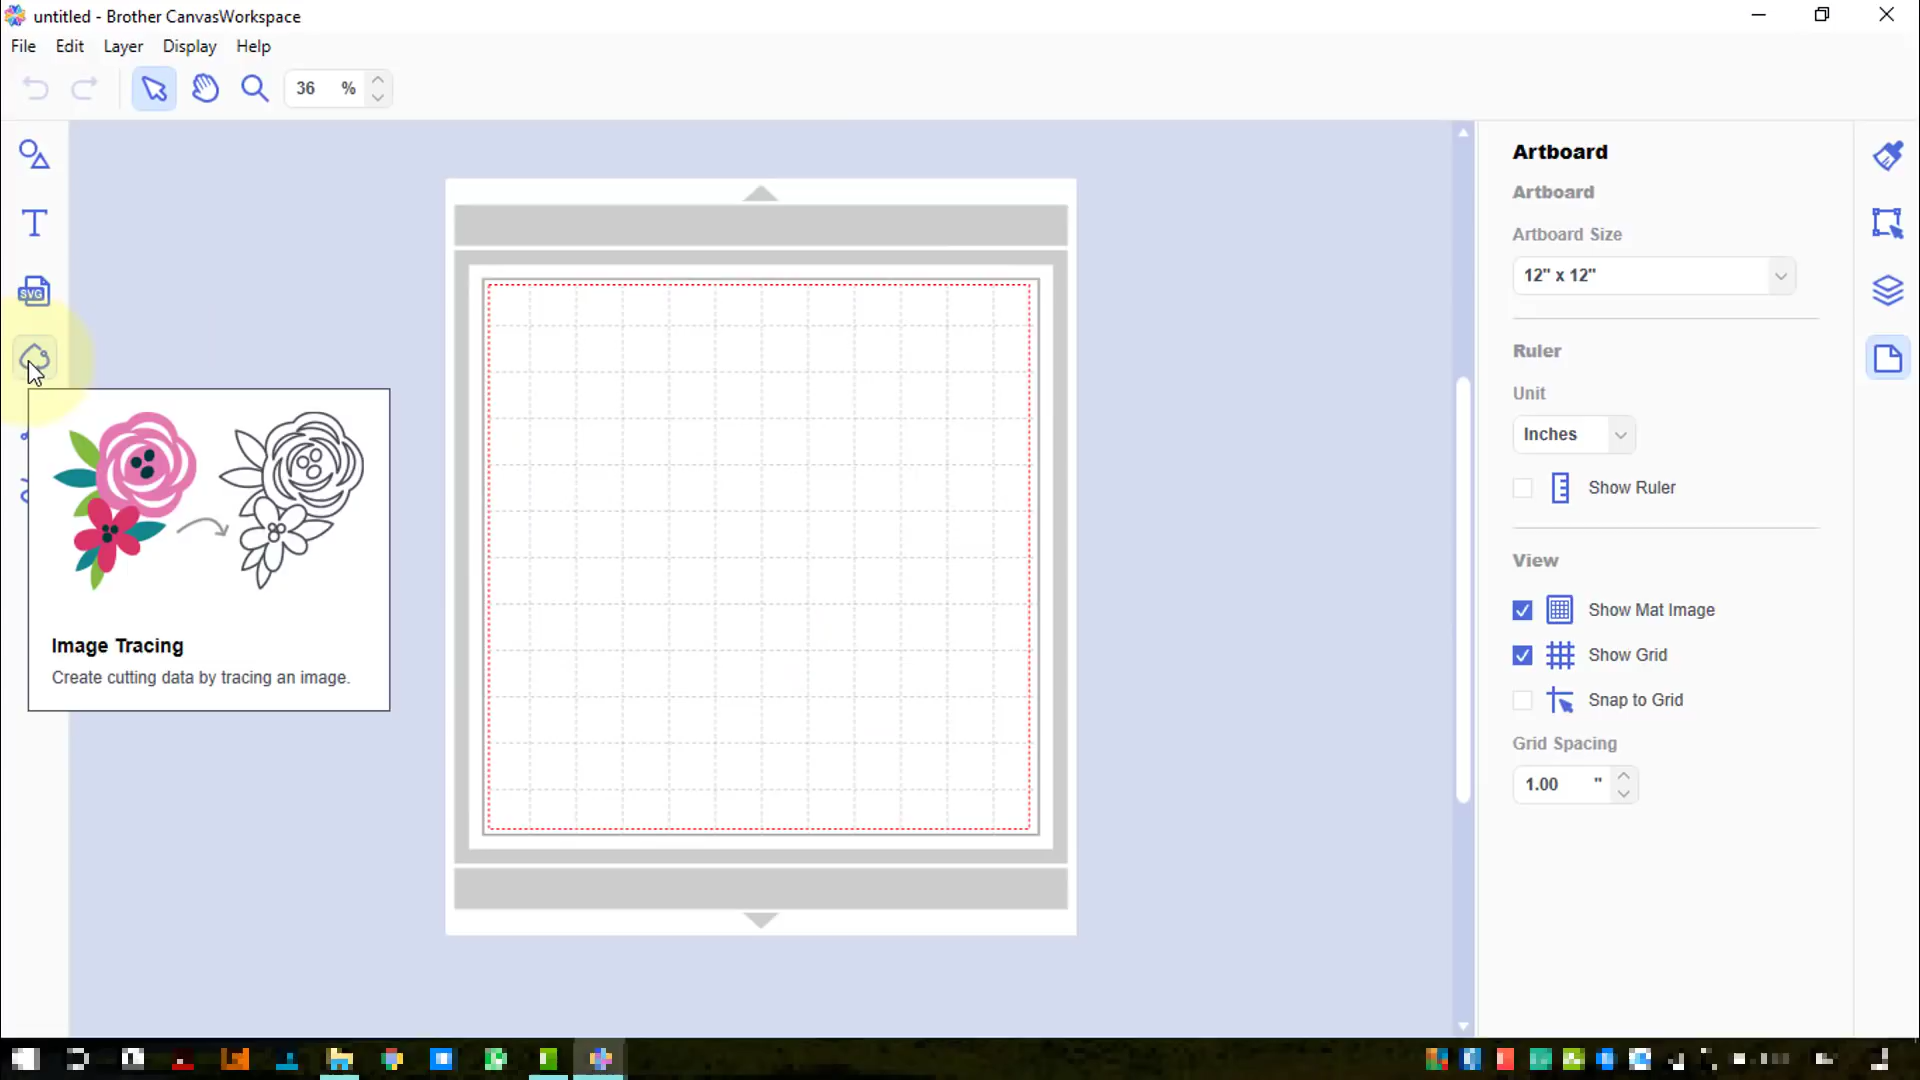 untitled - Brother CanvasWorkspace
File Edit Layer Display Help
36 %
SVG
Image Tracing
Create cutting data by tracing an image.
Artboard
Artboard
Artboard Size
12" x 12"
Ruler
Unit
Inches
Show Ruler
View
Show Mat Image
Show Grid
Snap to Grid
Grid Spacing
1.00 "